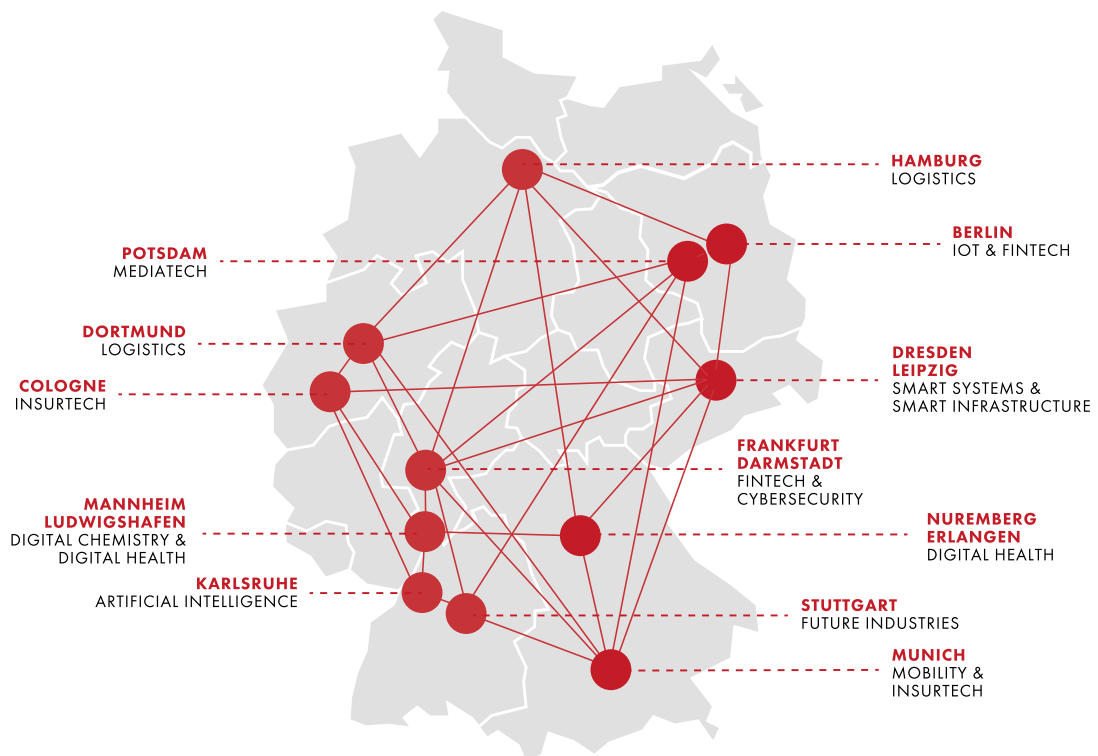 HAMBURG
LOGISTICS
BERLIN
IOT & FINTECH
POTSDAM
MEDIATECH
DORTMUND
LOGISTICS
DRESDEN
LEIPZIG
SMART SYSTEMS &
SMART INFRASTRUCTURE
COLOGNE
INSURTECH
FRANKFURT
DARMSTADT
FINTECH &
CYBERSECURITY
MANNHEIM
LUDWIGSHAFEN
DIGITAL CHEMISTRY &
DIGITAL HEALTH
NUREMBERG
ERLANGEN
DIGITAL HEALTH
KARLSRUHE
ARTIFICIAL INTELLIGENCE
STUTTGART
FUTURE INDUSTRIES
MUNICH
MOBILITY &
INSURTECH